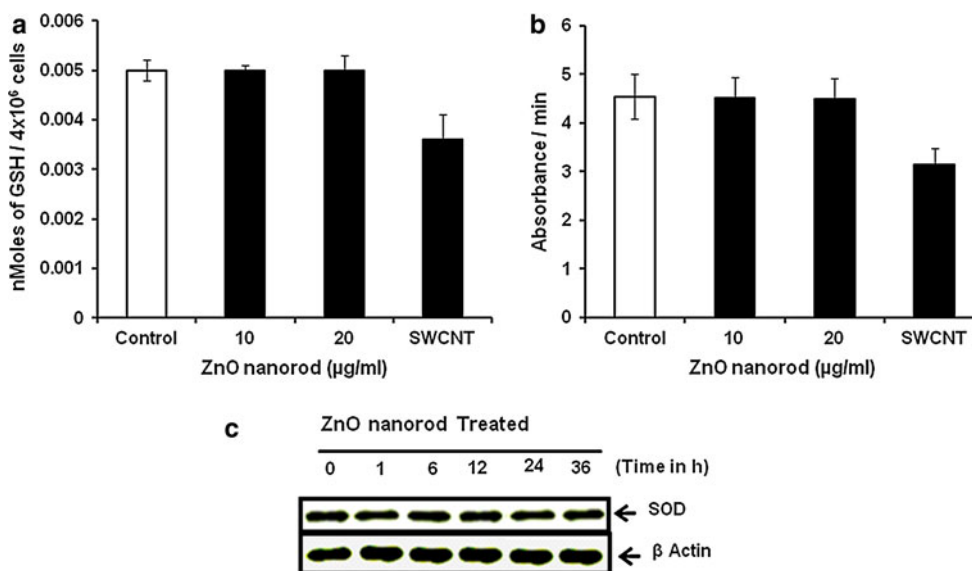 a
0.006
0.005
0.004
0.003
0.002
0.001
0
nMoles of GSH / 4x10⁶ cells
Control 10 20 SWCNT
ZnO nanorod (µg/ml)
b
6
5
4
3
2
1
0
Absorbance / min
Control 10 20 SWCNT
ZnO nanorod (µg/ml)
c
ZnO nanorod Treated
0 1 6 12 24 36 (Time in h)
SOD
β Actin